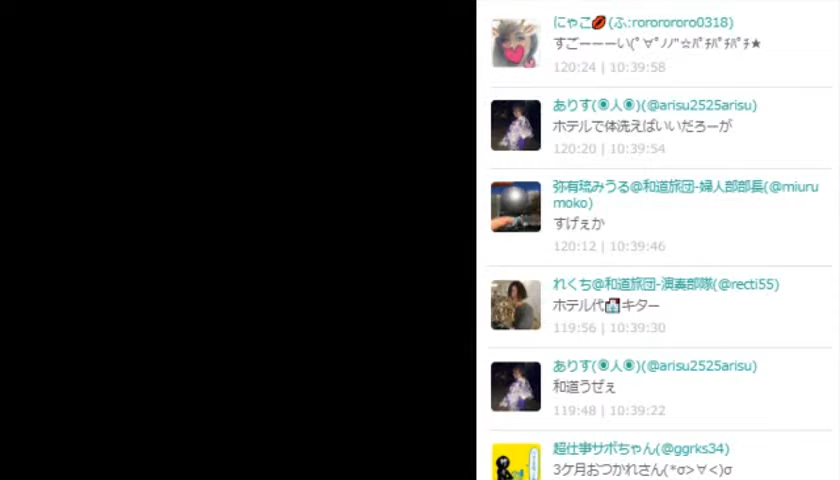 にゃこ💋(ふ:rororororo0318)
すごーーーい(ﾟ∀ﾟﾉﾉ"☆ﾊﾟﾁﾊﾟﾁﾊﾟﾁ★
120:24 | 10:39:58
ありす(◉人◉)(@arisu2525arisu)
ホテルで体洗えばいいだろーが
120:20 | 10:39:54
弥有琉みうる@和道旅団-婦人部部長(@miuru
moko)
すげぇか
120:12 | 10:39:46
れくち@和道旅団-演奏部隊(@recti55)
ホテル代🏩キター
119:56 | 10:39:30
ありす(◉人◉)(@arisu2525arisu)
和道うぜぇ
119:48 | 10:39:22
超仕事サボちゃん(@ggrks34)
3ケ月おつかれさん(*σ>∀<)σ